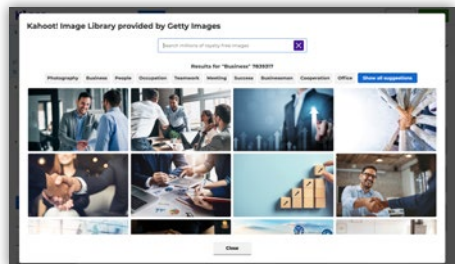 Kahoot! Image Library provided by Getty Images
Search millions of royalty-free images
Results for "Business" 7839317
Photography Business People Occupation Teamwork Meeting Success Businessman Cooperation Office Show all suggestions
Close